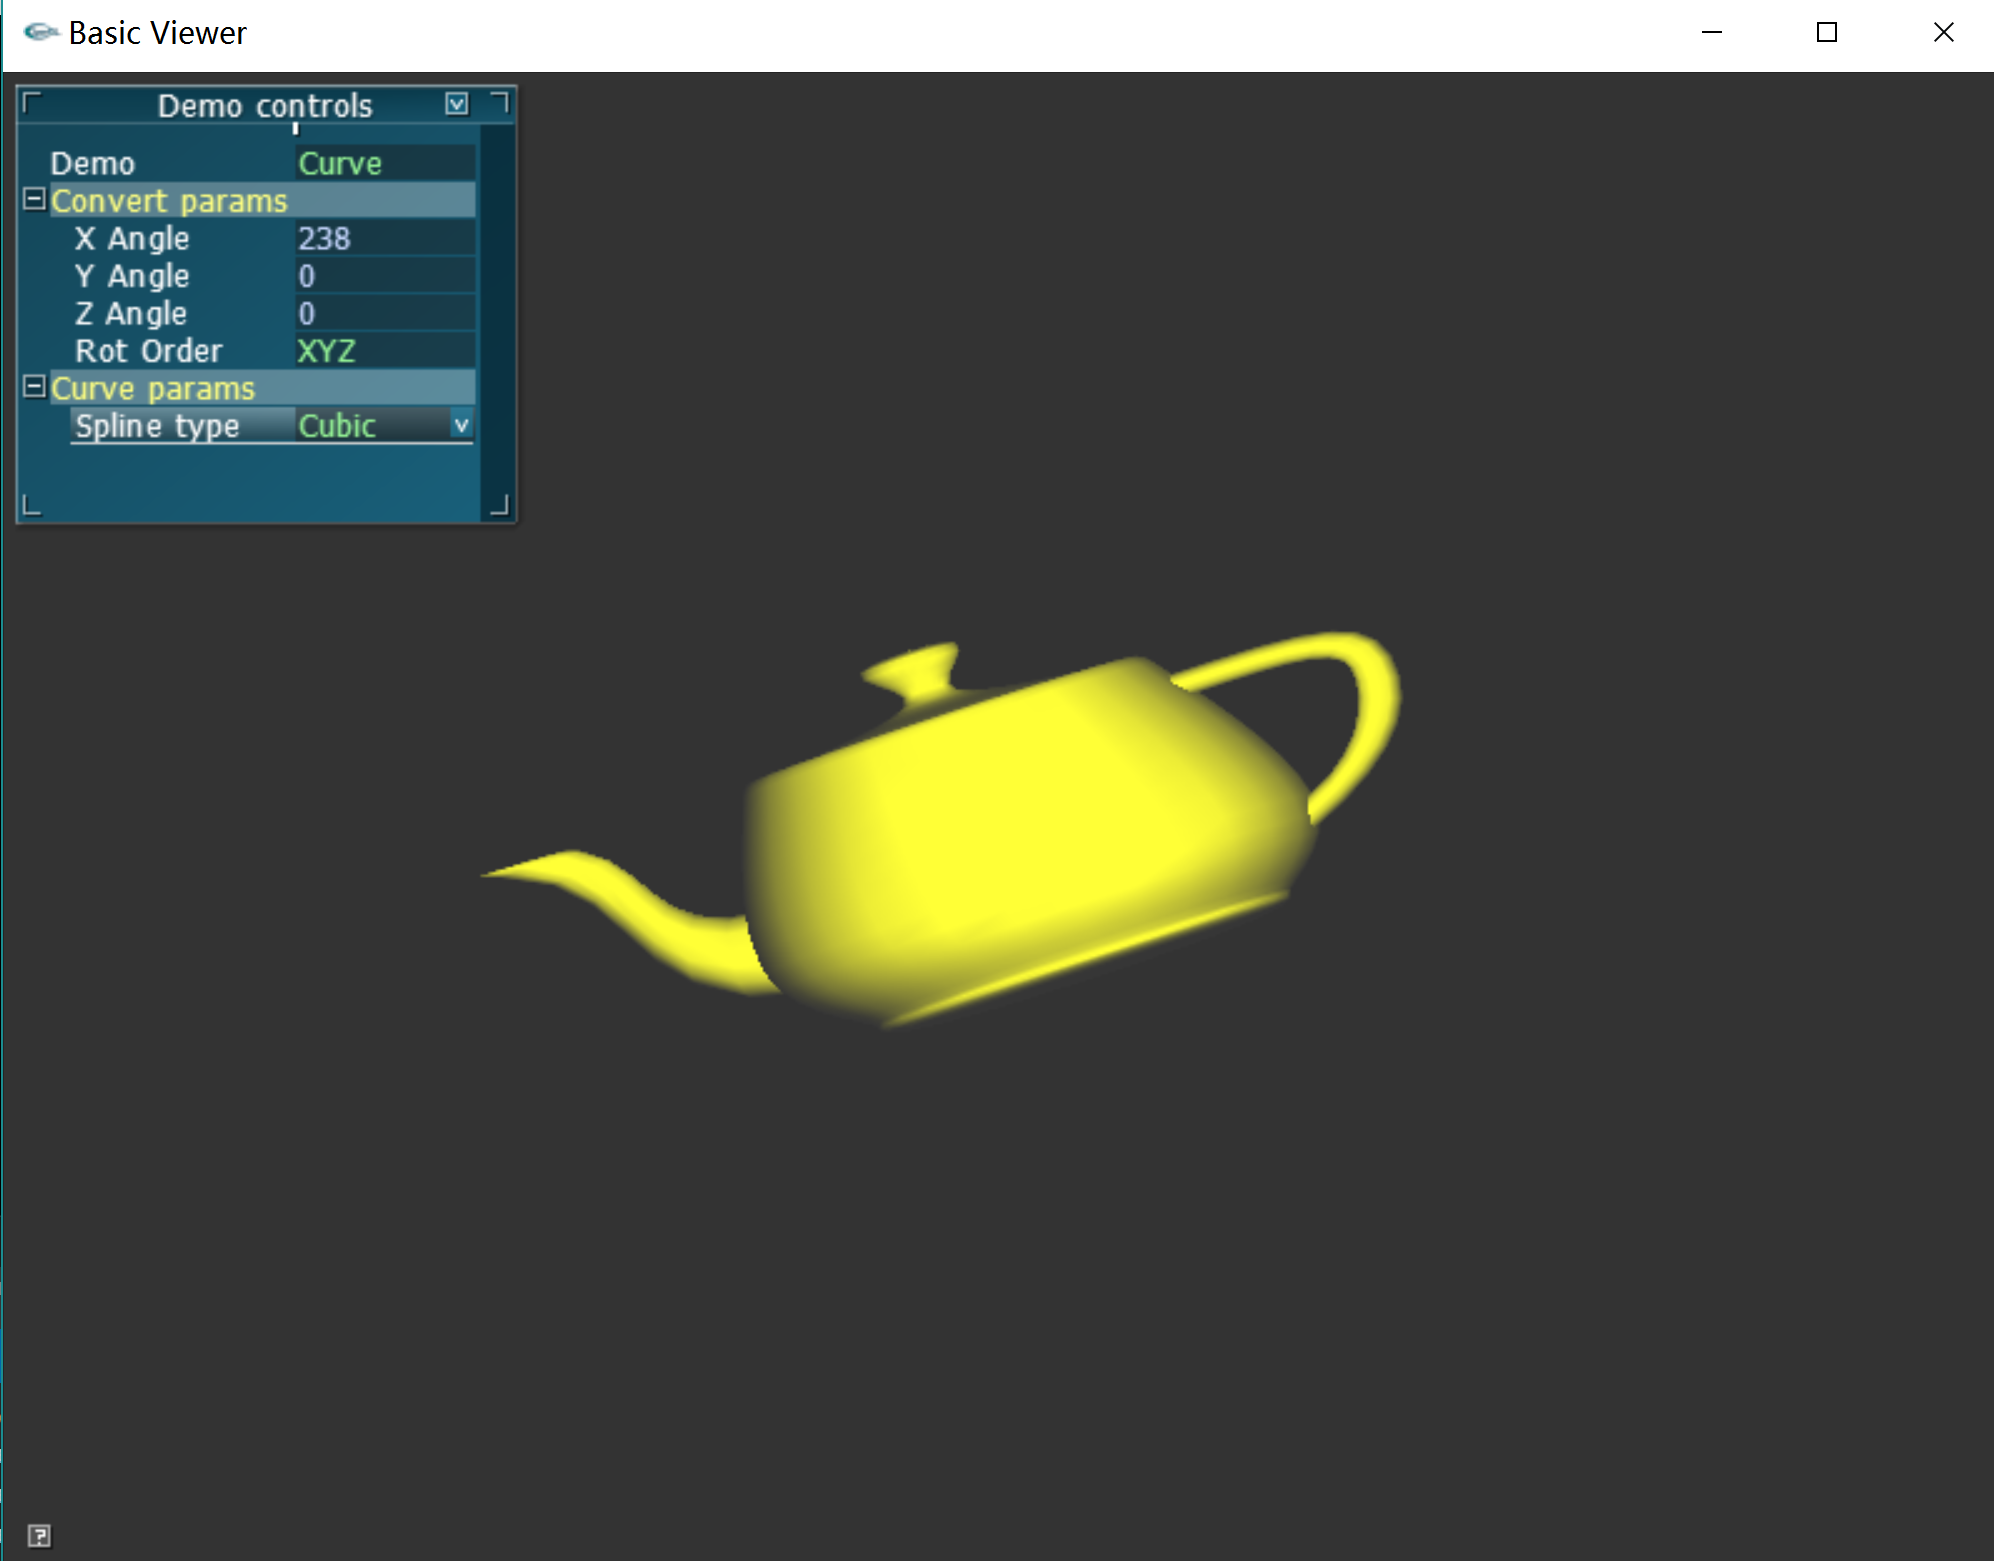 Basic Viewer
Demo controls
Demo Curve
Convert params
X Angle 238
Y Angle 0
Z Angle 0
Rot Order XYZ
Curve params
Spline type Cubic
?